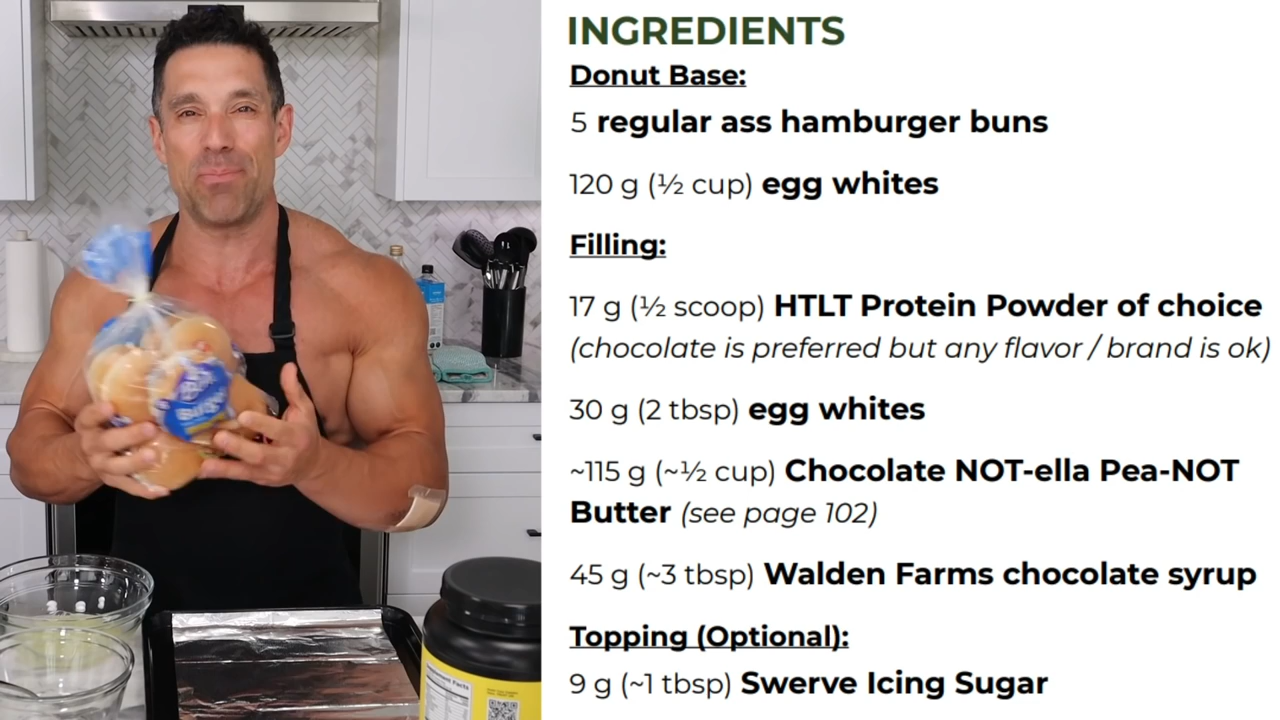 INGREDIENTS
Donut Base:
5 regular ass hamburger buns
120 g (½ cup) egg whites
Filling:
17 g (½ scoop) HTLT Protein Powder of choice
(chocolate is preferred but any flavor / brand is ok)
30 g (2 tbsp) egg whites
~115 g (~½ cup) Chocolate NOT-ella Pea-NOT
Butter (see page 102)
45 g (~3 tbsp) Walden Farms chocolate syrup
Topping (Optional):
9 g (~1 tbsp) Swerve Icing Sugar